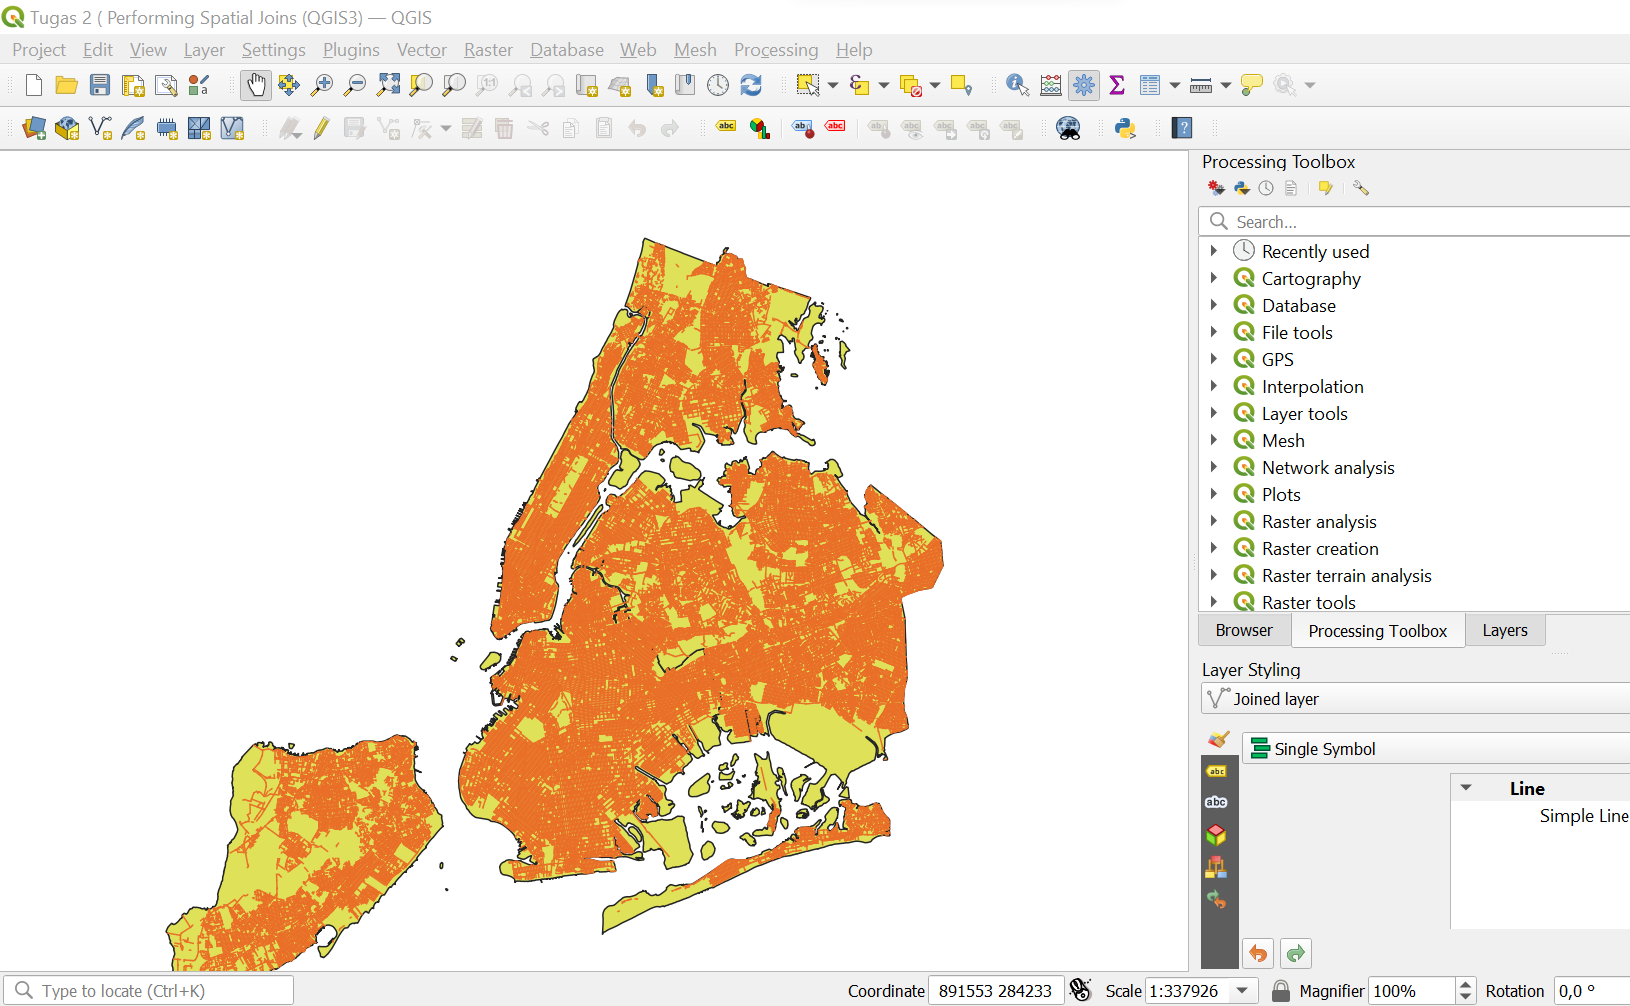 Tugas 2 ( Performing Spatial Joins (QGIS3) — QGIS
Project Edit View Layer Settings Plugins Vector Raster Database Web Mesh Processing Help
Processing Toolbox
Search...
Recently used
Cartography
Database
File tools
GPS
Interpolation
Layer tools
Mesh
Network analysis
Plots
Raster analysis
Raster creation
Raster terrain analysis
Raster tools
Browser Processing Toolbox Layers
Layer Styling
Joined layer
Single Symbol
Line
Simple Line
Type to locate (Ctrl+K) Coordinate 891553 284233 Scale 1:337926 Magnifier 100% Rotation 0,0 °